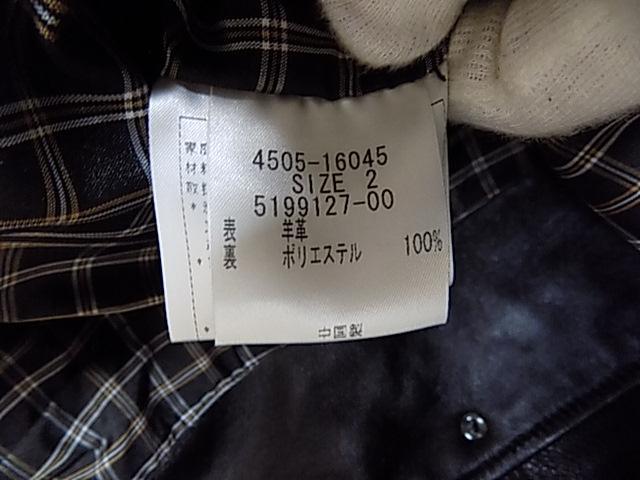 4505-16045
SIZE 2
5199127-00
表 羊革
裏 ポリエステル 100%
中国製